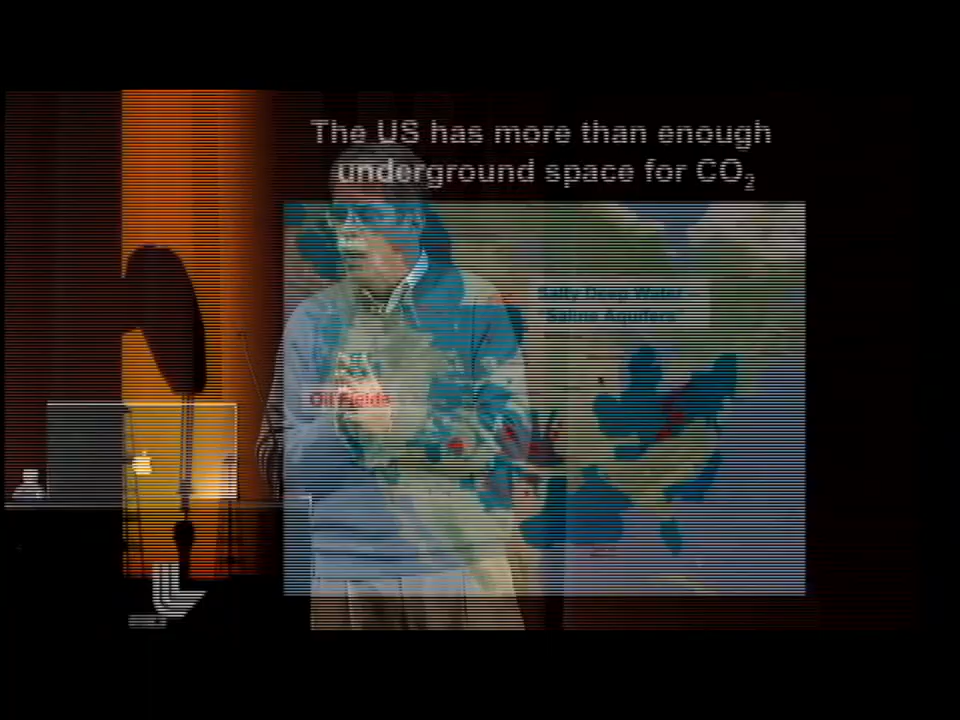 The US has more than enough
underground space for CO₂
Salty Deep Water...
"Saline Aquifers"
Oil Fields